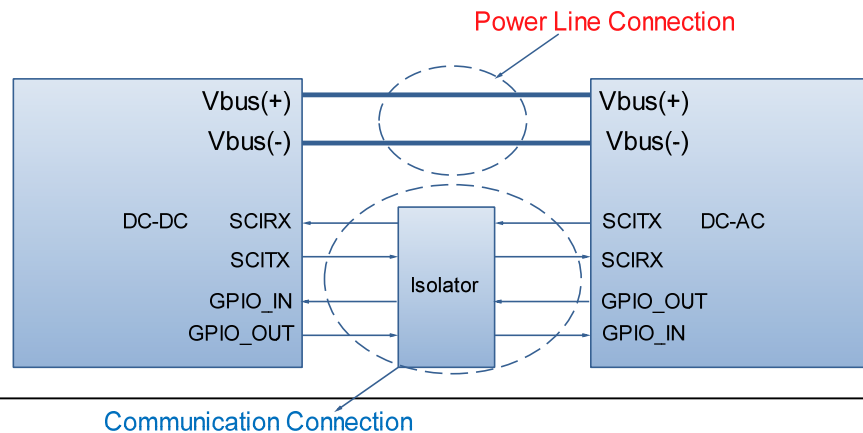 Power Line Connection
Vbus(+) Vbus(+)
Vbus(-) Vbus(-)
DC-DC SCIRX SCITX DC-AC
SCITX SCIRX
Isolator
GPIO_IN GPIO_OUT
GPIO_OUT GPIO_IN
Communication Connection